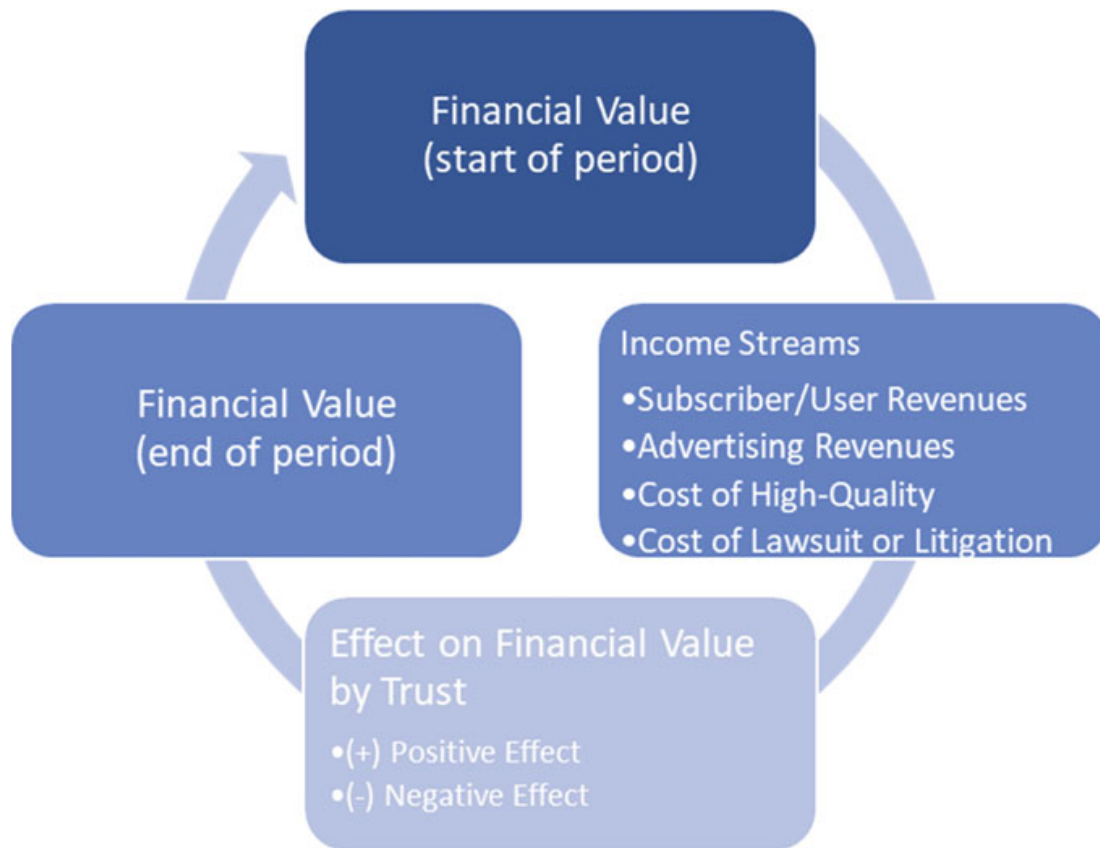 Financial Value
(start of period)
Income Streams
•Subscriber/User Revenues
•Advertising Revenues
•Cost of High-Quality
•Cost of Lawsuit or Litigation
Effect on Financial Value
by Trust
•(+) Positive Effect
•(-) Negative Effect
Financial Value
(end of period)